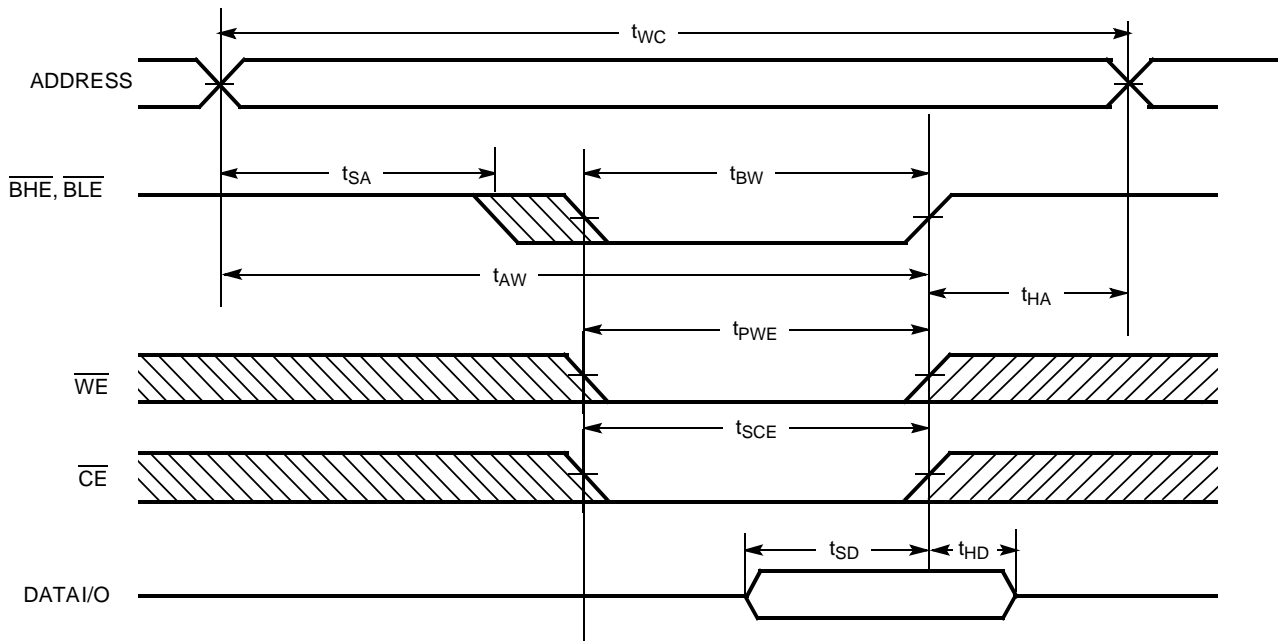 tWC
ADDRESS
tSA
tBW
BHE, BLE
tAW
tHA
tPWE
WE
tSCE
CE
tSD
tHD
DATAI/O